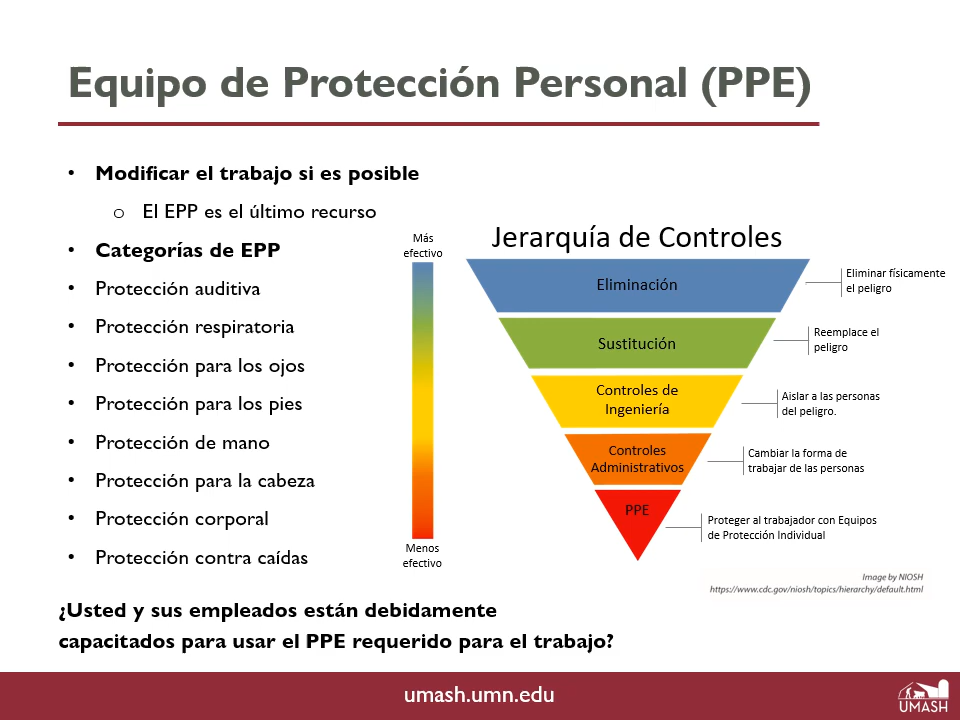 Equipo de Protección Personal (PPE)
• Modificar el trabajo si es posible
o El EPP es el último recurso
• Categorías de EPP
• Protección auditiva
• Protección respiratoria
• Protección para los ojos
• Protección para los pies
• Protección de mano
• Protección para la cabeza
• Protección corporal
• Protección contra caídas
¿Usted y sus empleados están debidamente
capacitados para usar el PPE requerido para el trabajo?
Jerarquía de Controles
Más
efectivo
Menos
efectivo
Eliminación
Eliminar físicamente
el peligro
Sustitución
Reemplace el
peligro
Controles de
Ingeniería
Aislar a las personas
del peligro.
Controles
Administrativos
Cambiar la forma de
trabajar de las personas
PPE
Proteger al trabajador con Equipos
de Protección Individual
Image by NIOSH
https://www.cdc.gov/niosh/topics/hierarchy/default.html
umash.umn.edu
UMASH